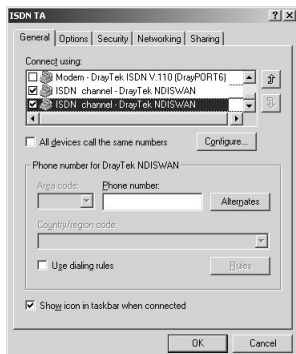 ISDN TA
General Options Security Networking Sharing
Connect using:
Modem - DrayTek ISDN V.110 (DrayPORT6)
ISDN channel - DrayTek NDISWAN
ISDN channel - DrayTek NDISWAN
All devices call the same numbers
Configure...
Phone number for DrayTek NDISWAN
Area code: Phone number:
Alternates
Country/region code:
Use dialing rules
Rules
Show icon in taskbar when connected
OK Cancel